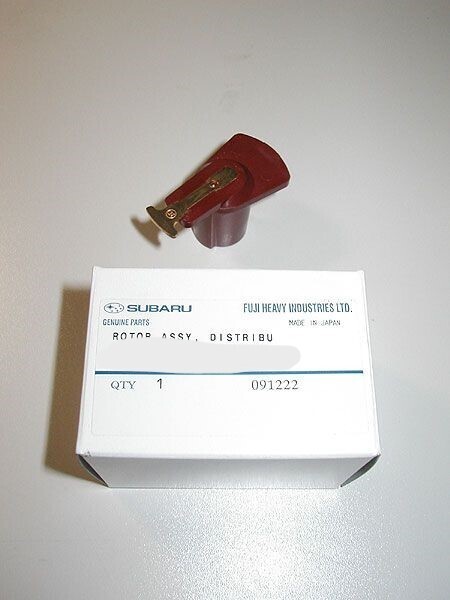 SUBARU FUJI HEAVY INDUSTRIES LTD.
GENUINE PARTS MADE IN JAPAN
ROTOR ASSY, DISTRIBU
QTY 1 091222